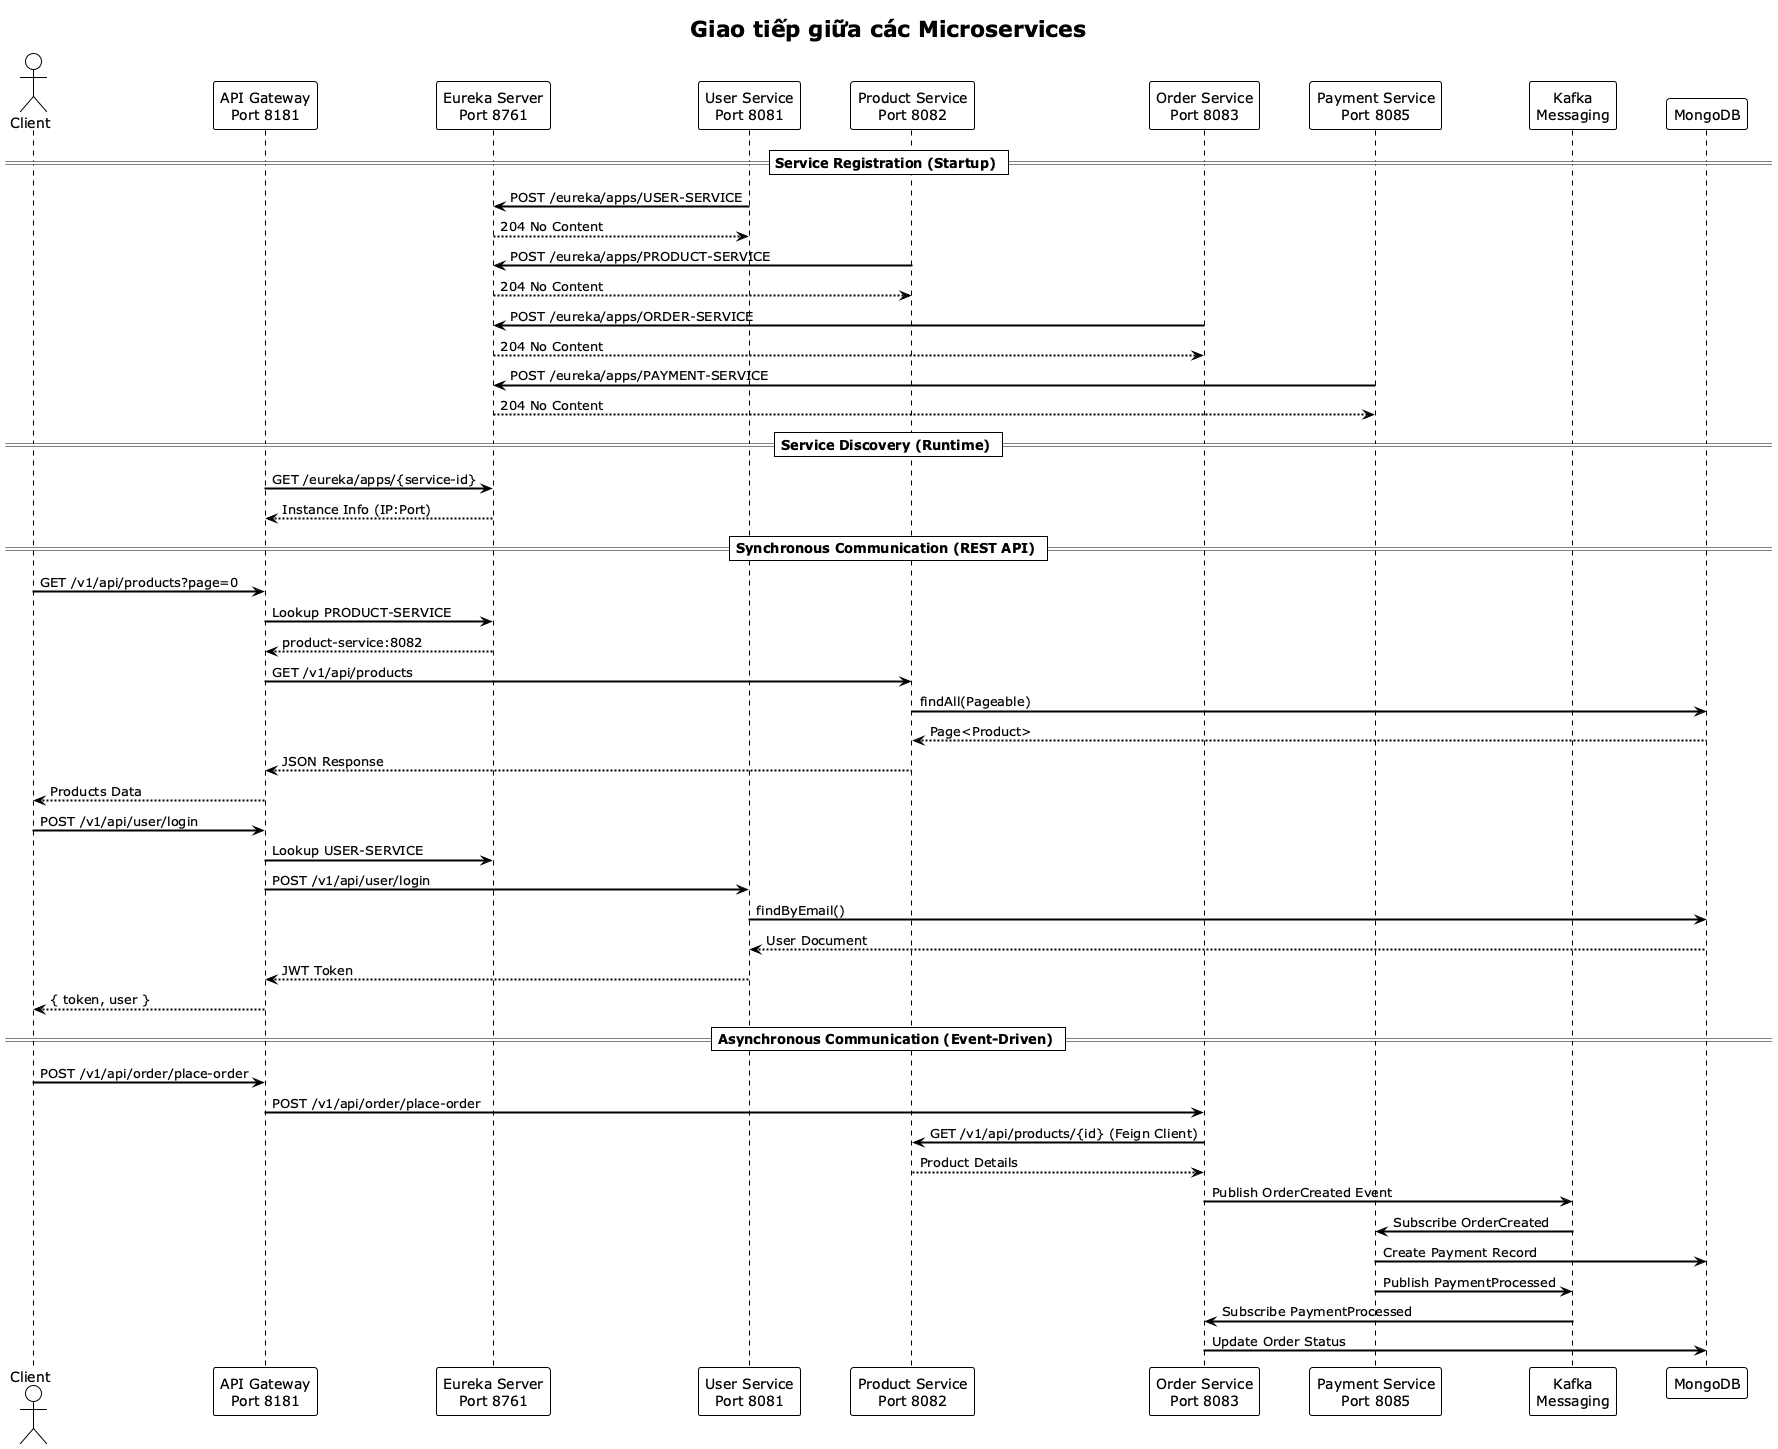 Giao tiếp giữa các Microservices
Client
API Gateway
Port 8181
Eureka Server
Port 8761
User Service
Port 8081
Product Service
Port 8082
Order Service
Port 8083
Payment Service
Port 8085
Kafka
Messaging
MongoDB
Service Registration (Startup)
POST /eureka/apps/USER-SERVICE
204 No Content
POST /eureka/apps/PRODUCT-SERVICE
204 No Content
POST /eureka/apps/ORDER-SERVICE
204 No Content
POST /eureka/apps/PAYMENT-SERVICE
204 No Content
Service Discovery (Runtime)
GET /eureka/apps/{service-id}
Instance Info (IP:Port)
Synchronous Communication (REST API)
GET /v1/api/products?page=0
Lookup PRODUCT-SERVICE
product-service:8082
GET /v1/api/products
findAll(Pageable)
Page<Product>
JSON Response
Products Data
POST /v1/api/user/login
Lookup USER-SERVICE
POST /v1/api/user/login
findByEmail()
User Document
JWT Token
{ token, user }
Asynchronous Communication (Event-Driven)
POST /v1/api/order/place-order
POST /v1/api/order/place-order
GET /v1/api/products/{id} (Feign Client)
Product Details
Publish OrderCreated Event
Subscribe OrderCreated
Create Payment Record
Publish PaymentProcessed
Subscribe PaymentProcessed
Update Order Status
Client
API Gateway
Port 8181
Eureka Server
Port 8761
User Service
Port 8081
Product Service
Port 8082
Order Service
Port 8083
Payment Service
Port 8085
Kafka
Messaging
MongoDB